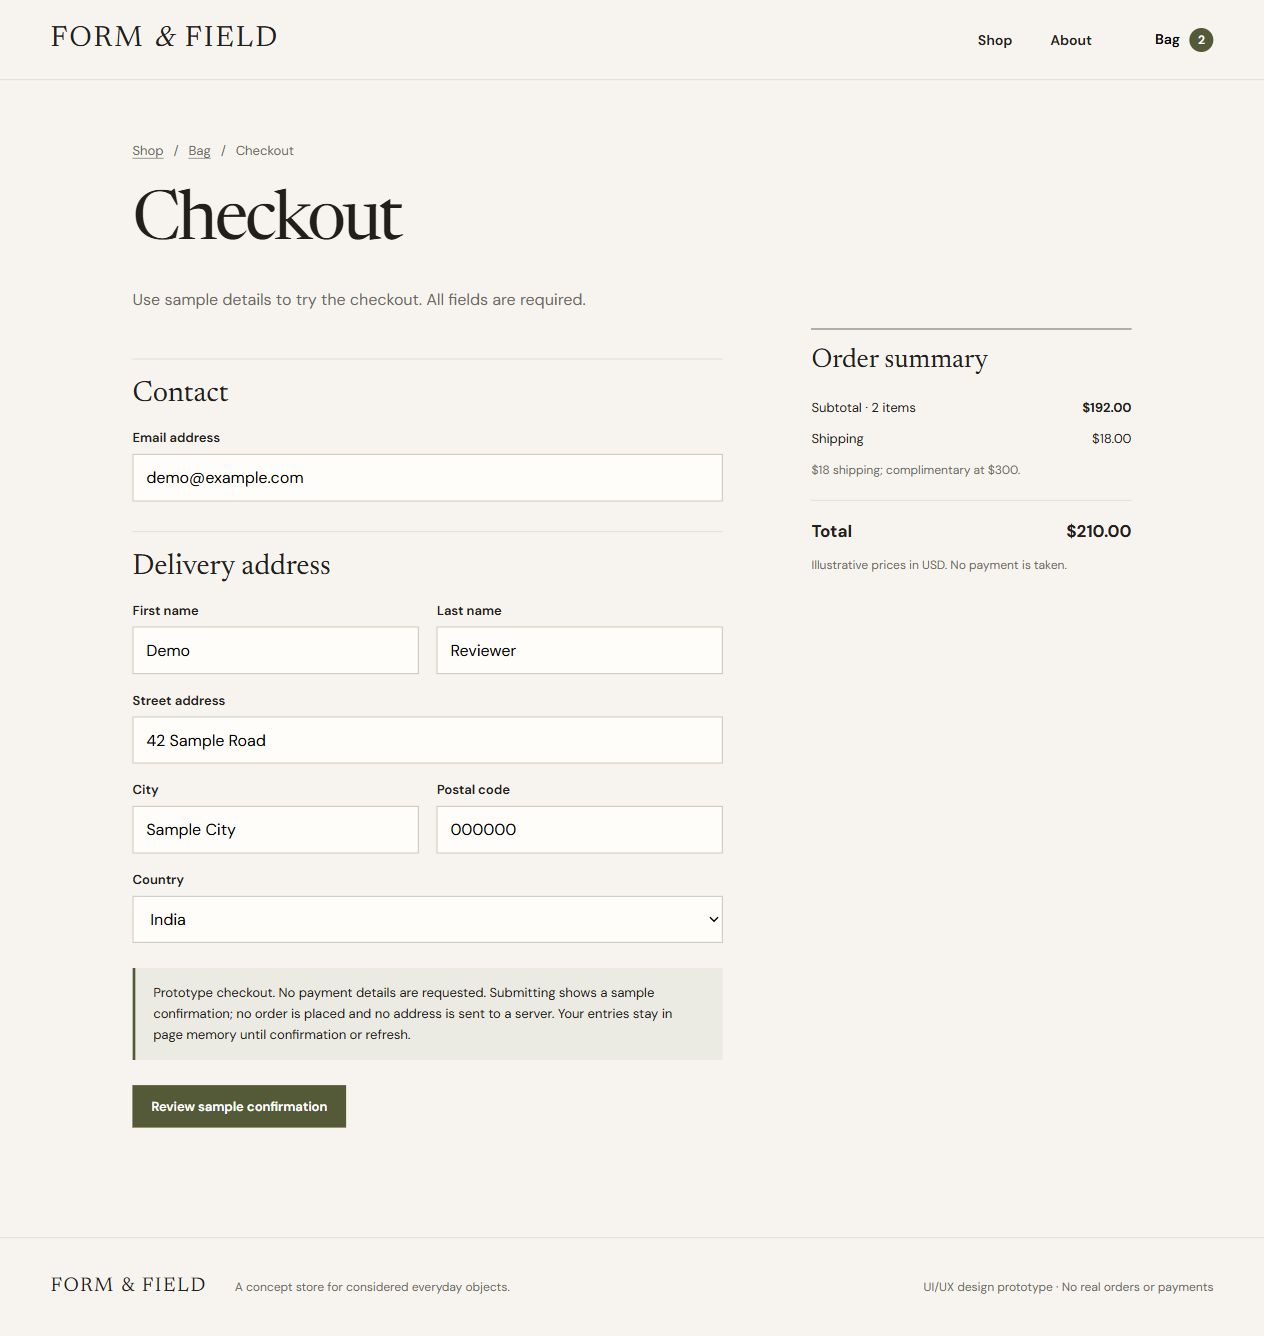 FORM & FIELD
Shop
About
Bag 2
Shop / Bag / Checkout
Checkout
Use sample details to try the checkout. All fields are required.
Contact
Email address
demo@example.com
Delivery address
First name
Last name
Demo
Reviewer
Street address
42 Sample Road
City
Postal code
Sample City
000000
Country
India
Prototype checkout. No payment details are requested. Submitting shows a sample
confirmation; no order is placed and no address is sent to a server. Your entries stay in
page memory until confirmation or refresh.
Review sample confirmation
Order summary
Subtotal · 2 items $192.00
Shipping $18.00
$18 shipping; complimentary at $300.
Total $210.00
Illustrative prices in USD. No payment is taken.
FORM & FIELD
A concept store for considered everyday objects.
UI/UX design prototype · No real orders or payments